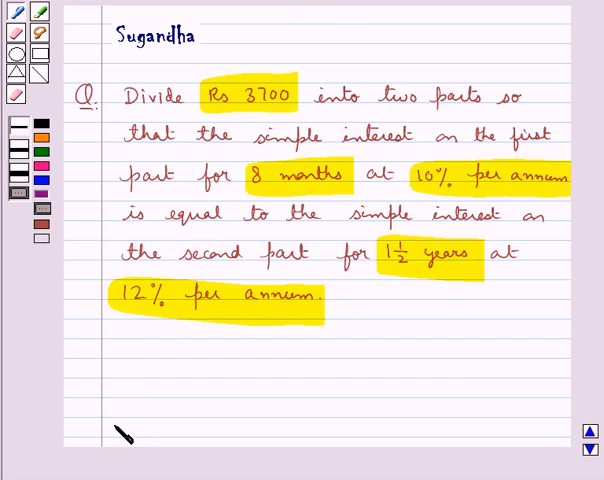 Sugandha
Q. Divide Rs 3700 into two parts so
that the simple interest on the first
part for 8 months at 10% per annum
is equal to the simple interest on
the second part for 1 1/2 years at
12% per annum.